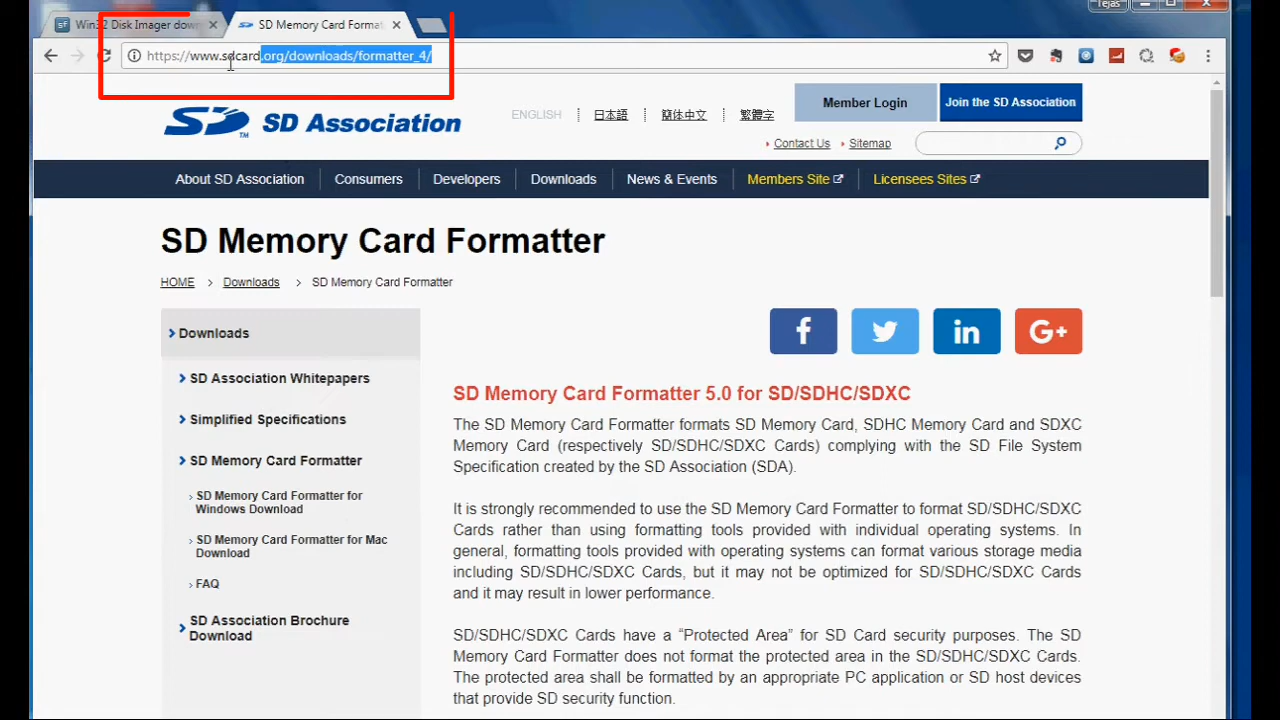 Tejas
Win32 Disk Imager down
SD Memory Card Format
https://www.sdcard.org/downloads/formatter_4/
SD Association
TM
ENGLISH
日本語
簡体中文
繁體字
Member Login
Join the SD Association
Contact Us
Sitemap
About SD Association
Consumers
Developers
Downloads
News & Events
Members Site
Licensees Sites
SD Memory Card Formatter
HOME > Downloads > SD Memory Card Formatter
Downloads
SD Association Whitepapers
Simplified Specifications
SD Memory Card Formatter
SD Memory Card Formatter for
Windows Download
SD Memory Card Formatter for Mac
Download
FAQ
SD Association Brochure
Download
f
in
G+
SD Memory Card Formatter 5.0 for SD/SDHC/SDXC
The SD Memory Card Formatter formats SD Memory Card, SDHC Memory Card and SDXC
Memory Card (respectively SD/SDHC/SDXC Cards) complying with the SD File System
Specification created by the SD Association (SDA).
It is strongly recommended to use the SD Memory Card Formatter to format SD/SDHC/SDXC
Cards rather than using formatting tools provided with individual operating systems. In
general, formatting tools provided with operating systems can format various storage media
including SD/SDHC/SDXC Cards, but it may not be optimized for SD/SDHC/SDXC Cards
and it may result in lower performance.
SD/SDHC/SDXC Cards have a “Protected Area” for SD Card security purposes. The SD
Memory Card Formatter does not format the protected area in the SD/SDHC/SDXC Cards.
The protected area shall be formatted by an appropriate PC application or SD host devices
that provide SD security function.